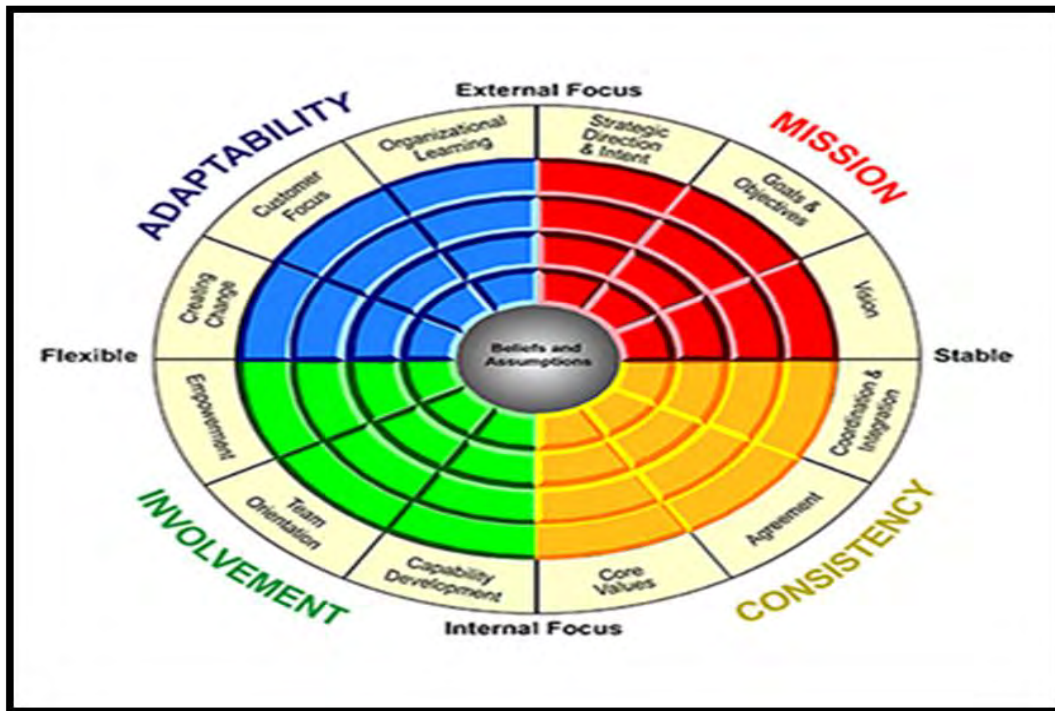 External Focus
ADAPTABILITY
MISSION
Organizational
Learning
Strategic
Direction
& Intent
Customer
Focus
Goals &
Objectives
Creating
Change
Vision
Flexible
Beliefs and
Assumptions
Stable
Empowerment
Coordination &
Integration
Team
Orientation
Agreement
Capability
Development
Core
Values
INVOLVEMENT
CONSISTENCY
Internal Focus